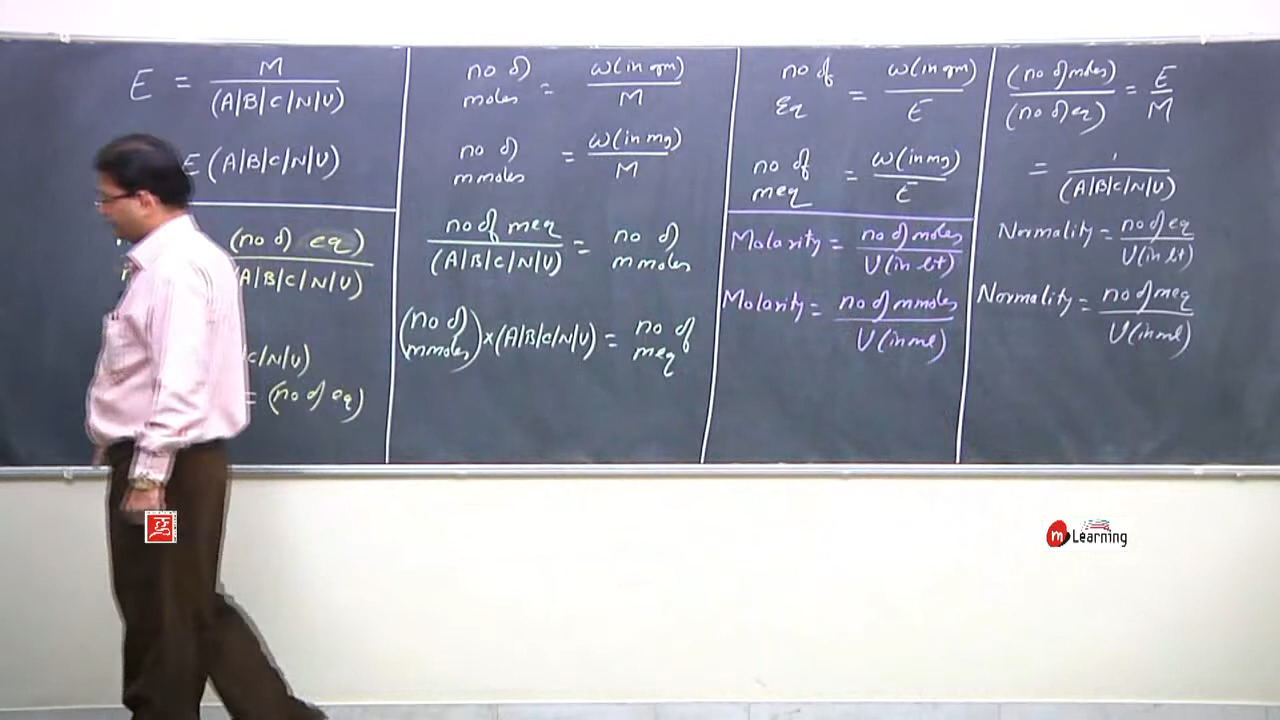 E = M / (A/B/C/N/V)
E (A/B/C/N/V)
(no of eq) / (A/B/C/N/V)
C/N/V)
= (no of eq)
no of moles = w(in gm) / M
no of mmoles = w(in mg) / M
no of meq / (A/B/C/N/V) = no of mmoles
(no of mmoles) × (A/B/C/N/V) = no of meq
no of Eq = w(in gm) / E
no of meq = w(in mg) / E
Molarity = no of moles / V(in lt)
Molarity = no of mmoles / V(in ml)
(no of moles) / (no of eq) = E / M
= 1 / (A/B/C/N/V)
Normality = no of eq / V(in lt)
Normality = no of meq / V(in ml)
m Learning